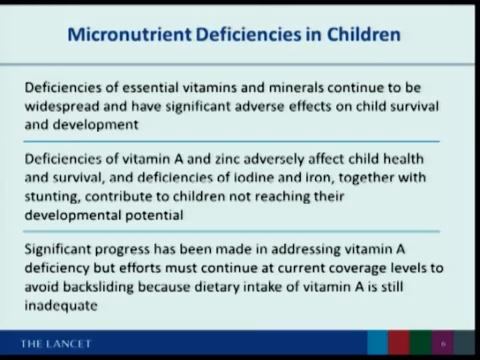 Micronutrient Deficiencies in Children
Deficiencies of essential vitamins and minerals continue to be
widespread and have significant adverse effects on child survival
and development
Deficiencies of vitamin A and zinc adversely affect child health
and survival, and deficiencies of iodine and iron, together with
stunting, contribute to children not reaching their
developmental potential
Significant progress has been made in addressing vitamin A
deficiency but efforts must continue at current coverage levels to
avoid backsliding because dietary intake of vitamin A is still
inadequate
THE LANCET
6